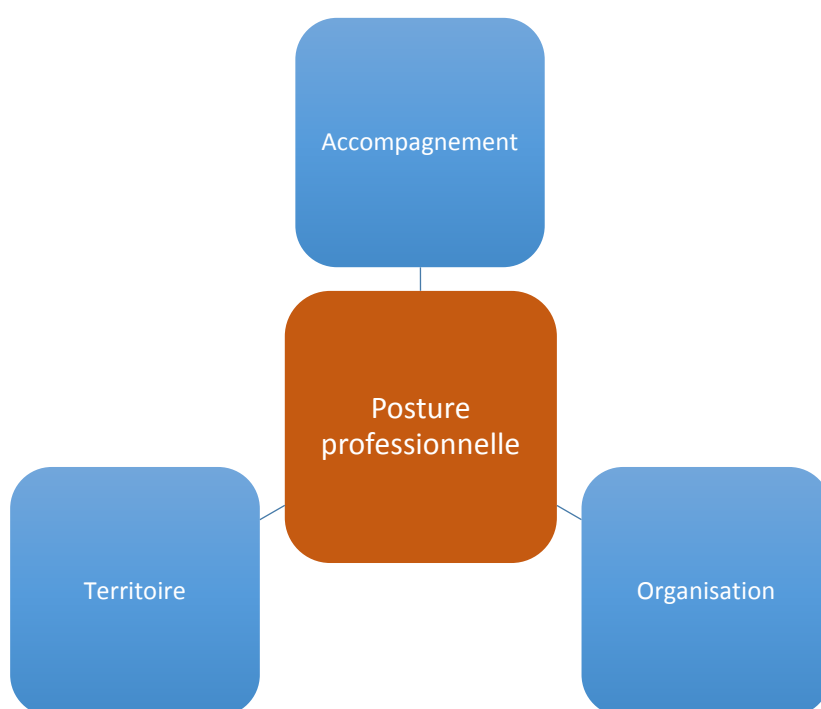 Accompagnement
Posture
professionnelle
Territoire
Organisation